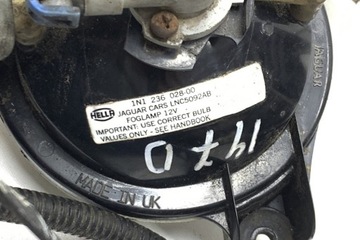 HELLA
1N1 236 028-00
JAGUAR CARS LNC5092AB
FOGLAMP 12V
IMPORTANT: USE CORRECT BULB
VALUES ONLY - SEE HANDBOOK
1470
MADE IN UK
JAGUAR